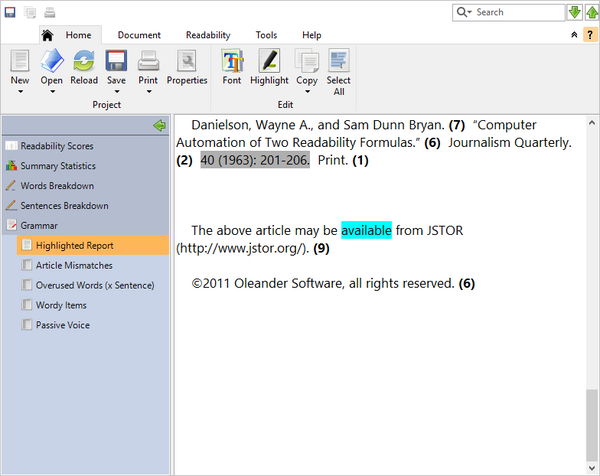 Search
Home Document Readability Tools Help
?
New Open Reload Save Print Properties Font Highlight Copy Select All
Project Edit
Readability Scores
Summary Statistics
Words Breakdown
Sentences Breakdown
Grammar
Highlighted Report
Article Mismatches
Overused Words (x Sentence)
Wordy Items
Passive Voice
Danielson, Wayne A., and Sam Dunn Bryan. (7) “Computer
Automation of Two Readability Formulas.” (6) Journalism Quarterly.
(2) 40 (1963): 201-206. Print. (1)
The above article may be available from JSTOR
(http://www.jstor.org/). (9)
©2011 Oleander Software, all rights reserved. (6)